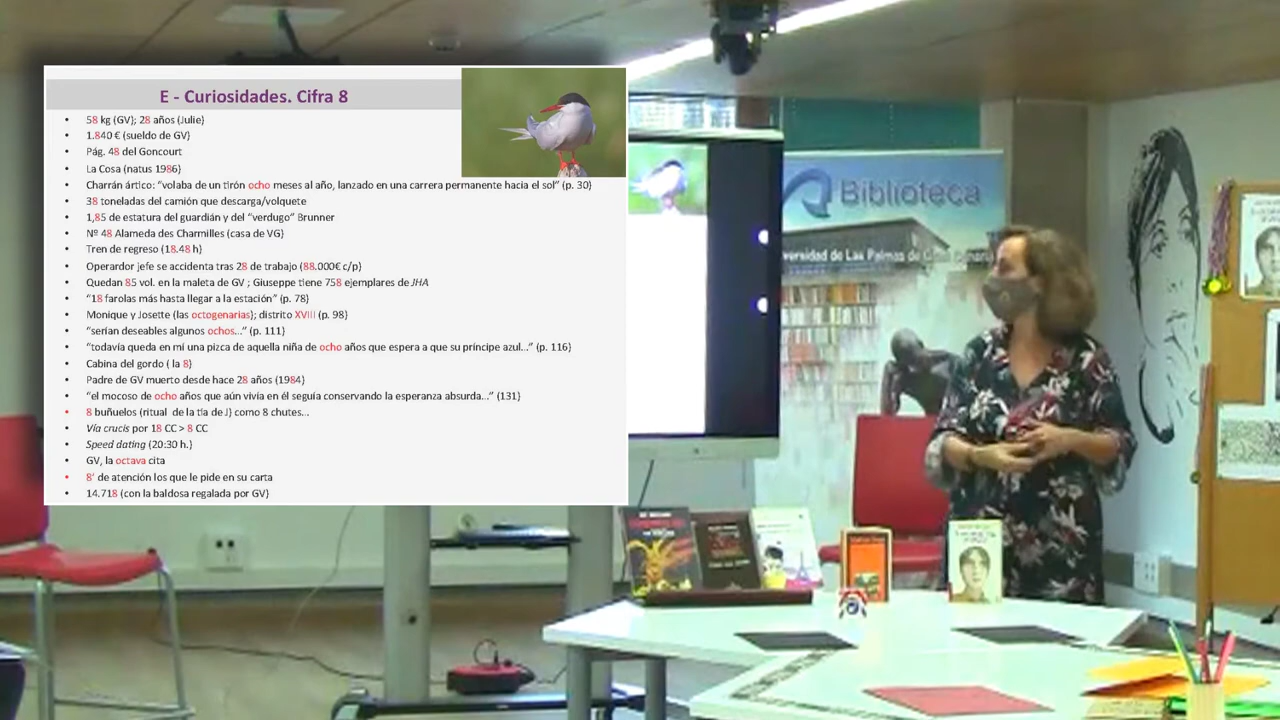 E - Curiosidades. Cifra 8
• 58 kg (GV); 28 años (Julie)
• 1.840 € (sueldo de GV)
• Pág. 48 del Goncourt
• La Cosa (natus 1986)
• Charrán ártico: “volaba de un tirón ocho meses al año, lanzado en una carrera permanente hacia el sol” (p. 30)
• 38 toneladas del camión que descarga/volquete
• 1,85 de estatura del guardián y del “verdugo” Brunner
• Nº 48 Alameda des Charmilles (casa de VG)
• Tren de regreso (18.48 h)
• Operardor jefe se accidenta tras 28 de trabajo (88.000€ c/p)
• Quedan 85 vol. en la maleta de GV ; Giuseppe tiene 758 ejemplares de JHA
• “18 farolas más hasta llegar a la estación” (p. 78)
• Monique y Josette (las octogenarias); distrito XVIII (p. 98)
• “serían deseables algunos ochos…” (p. 111)
• “todavía queda en mí una pizca de aquella niña de ocho años que espera a que su príncipe azul…” (p. 116)
• Cabina del gordo ( la 8)
• Padre de GV muerto desde hace 28 años (1984)
• “el mocoso de ocho años que aún vivía en él seguía conservando la esperanza absurda…” (131)
• 8 buñuelos (ritual de la tía de J) como 8 chutes…
• Vía crucis por 18 CC > 8 CC
• Speed dating (20:30 h.)
• GV, la octava cita
• 8’ de atención los que le pide en su carta
• 14.718 (con la baldosa regalada por GV)
Biblioteca
versidad de Las Palmas de Gran Canaria